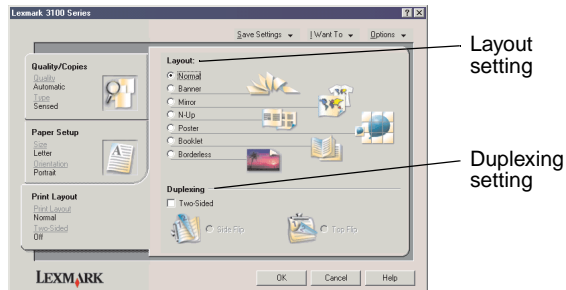 Lexmark 3100 Series
Save Settings I Want To Options
Quality/Copies
Quality
Automatic
Type
Sensed
Paper Setup
Size
Letter
Orientation
Portrait
Print Layout
Print Layout
Normal
Two-Sided
Off
Layout:
Normal
Banner
Mirror
N-Up
Poster
Booklet
Borderless
Duplexing
Two-Sided
Side Flip Top Flip
LEXMARK
OK Cancel Help
Layout
setting
Duplexing
setting